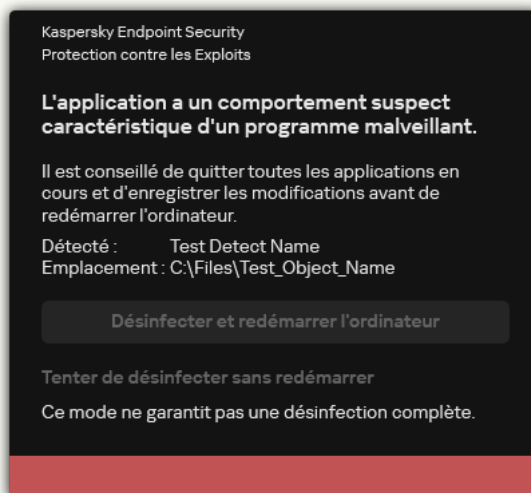 Kaspersky Endpoint Security
Protection contre les Exploits
L'application a un comportement suspect
caractéristique d'un programme malveillant.
Il est conseillé de quitter toutes les applications en
cours et d'enregistrer les modifications avant de
redémarrer l'ordinateur.
Détecté : Test Detect Name
Emplacement : C:\Files\Test_Object_Name
Désinfecter et redémarrer l'ordinateur
Tenter de désinfecter sans redémarrer
Ce mode ne garantit pas une désinfection complète.